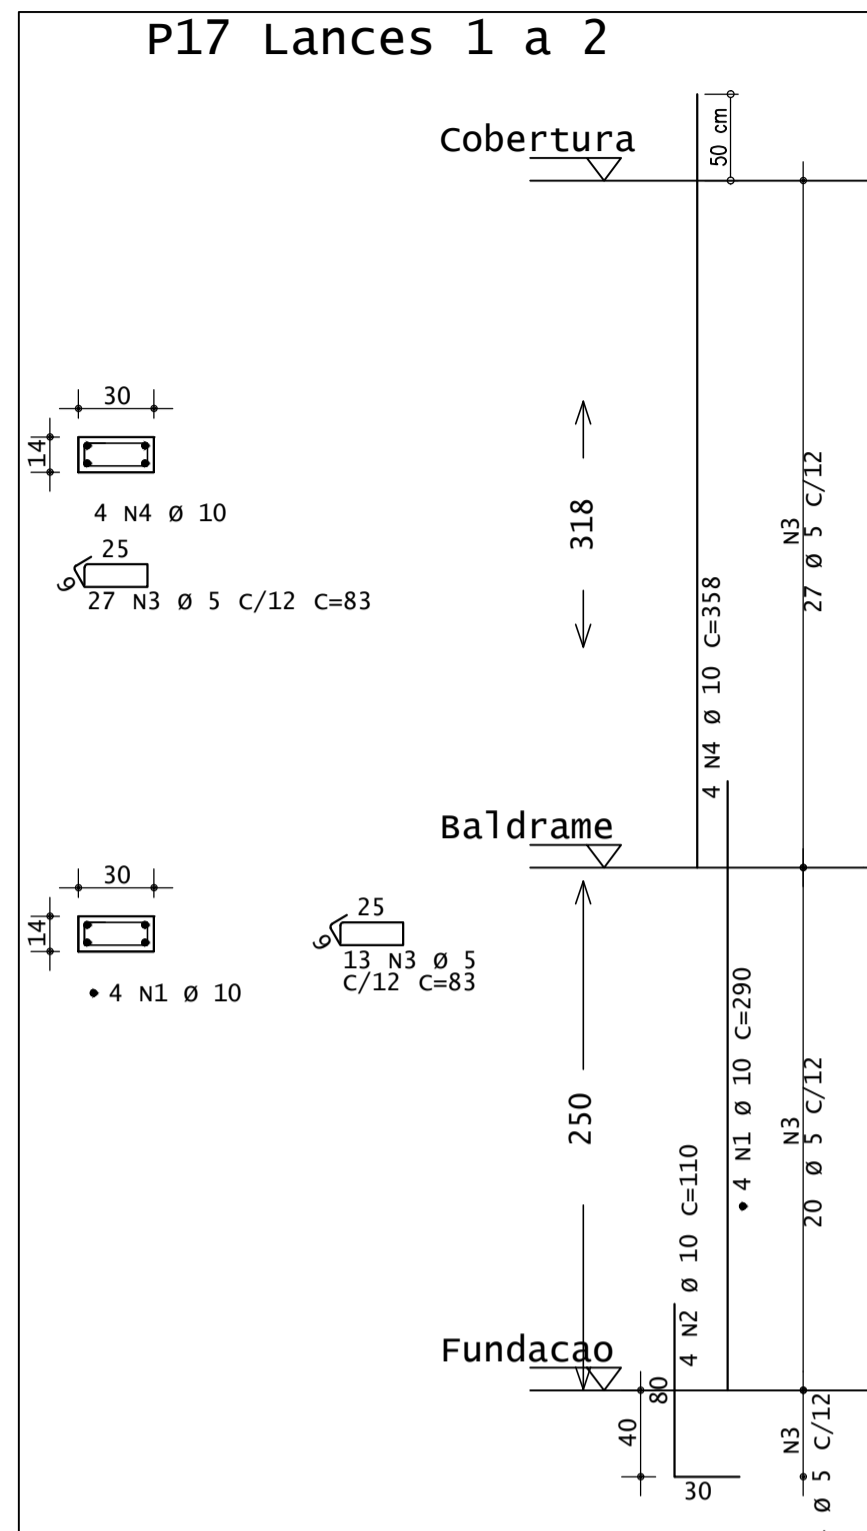 P17 Lances 1 a 2
Cobertura
50 cm
30
14
4 N4 Ø 10
25
9
27 N3 Ø 5 C/12 C=83
318
4 N4 Ø 10 C=358
N3
27 Ø 5 C/12
Baldrame
30
14
• 4 N1 Ø 10
25
9
13 N3 Ø 5
C/12 C=83
250
• 4 N1 Ø 10 C=290
N3
20 Ø 5 C/12
4 N2 Ø 10 C=110
Fundacao
80
40
30
N3
Ø 5 C/12